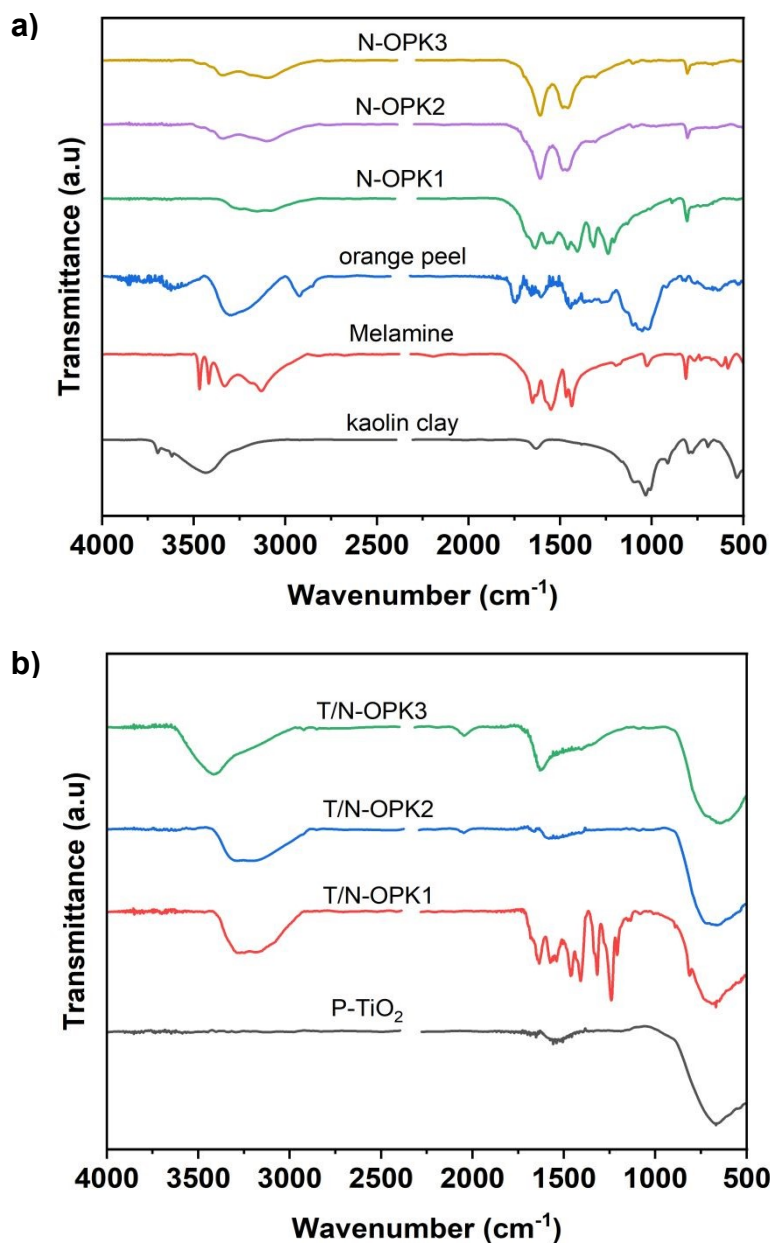 a)
N-OPK3
N-OPK2
N-OPK1
orange peel
Melamine
kaolin clay
Transmittance (a.u)
4000 3500 3000 2500 2000 1500 1000 500
Wavenumber (cm⁻¹)
b)
T/N-OPK3
T/N-OPK2
T/N-OPK1
P-TiO₂
Transmittance (a.u)
4000 3500 3000 2500 2000 1500 1000 500
Wavenumber (cm⁻¹)